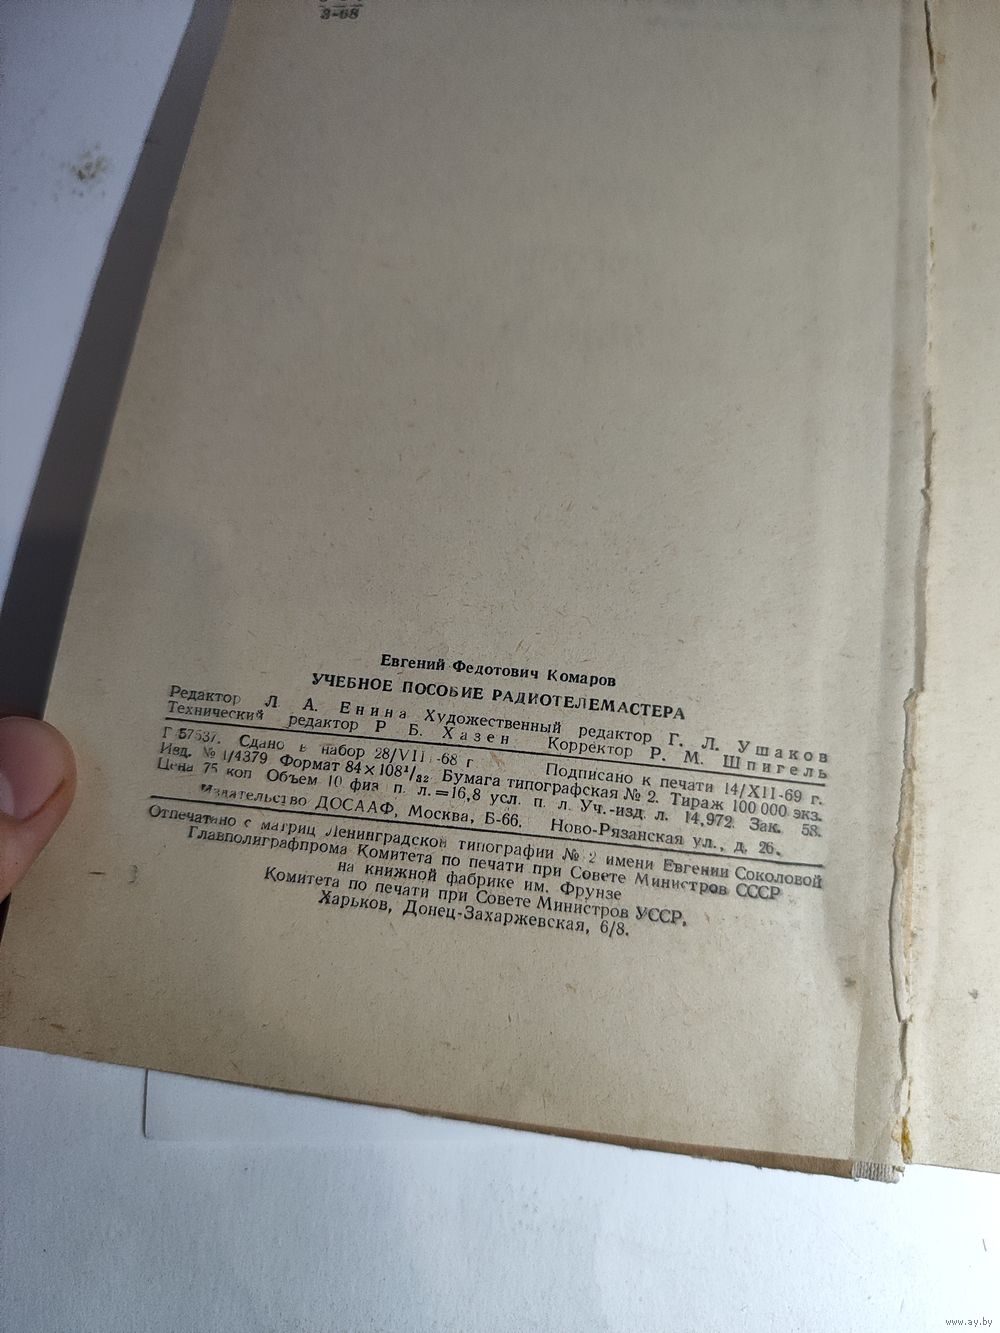 3-68
Евгений Федотович Комаров
УЧЕБНОЕ ПОСОБИЕ РАДИОТЕЛЕМАСТЕРА
Редактор Л. А. Енина Художественный редактор Г. Л. Ушаков
Технический редактор Р. Б. Хазен Корректор Р. М. Шпигель
Г 57537. Сдано в набор 28/VII-68 г. Подписано к печати 14/XII-69 г.
Изд. № 1/4379 Формат 84×108¹/₃₂ Бумага типографская № 2. Тираж 100 000 экз.
Цена 75 коп Объем 10 физ п. л.=16,8 усл. п. л. Уч.-изд. л. 14,972. Зак. 58.
Издательство ДОСААФ, Москва, Б-66. Ново-Рязанская ул., д. 26.
Отпечатано с матриц Ленинградской типографии № 2 имени Евгении Соколовой
Главполиграфпрома Комитета по печати при Совете Министров СССР
на книжной фабрике им. Фрунзе
Комитета по печати при Совете Министров УССР,
Харьков, Донец-Захаржевская, 6/8.
www.ay.by